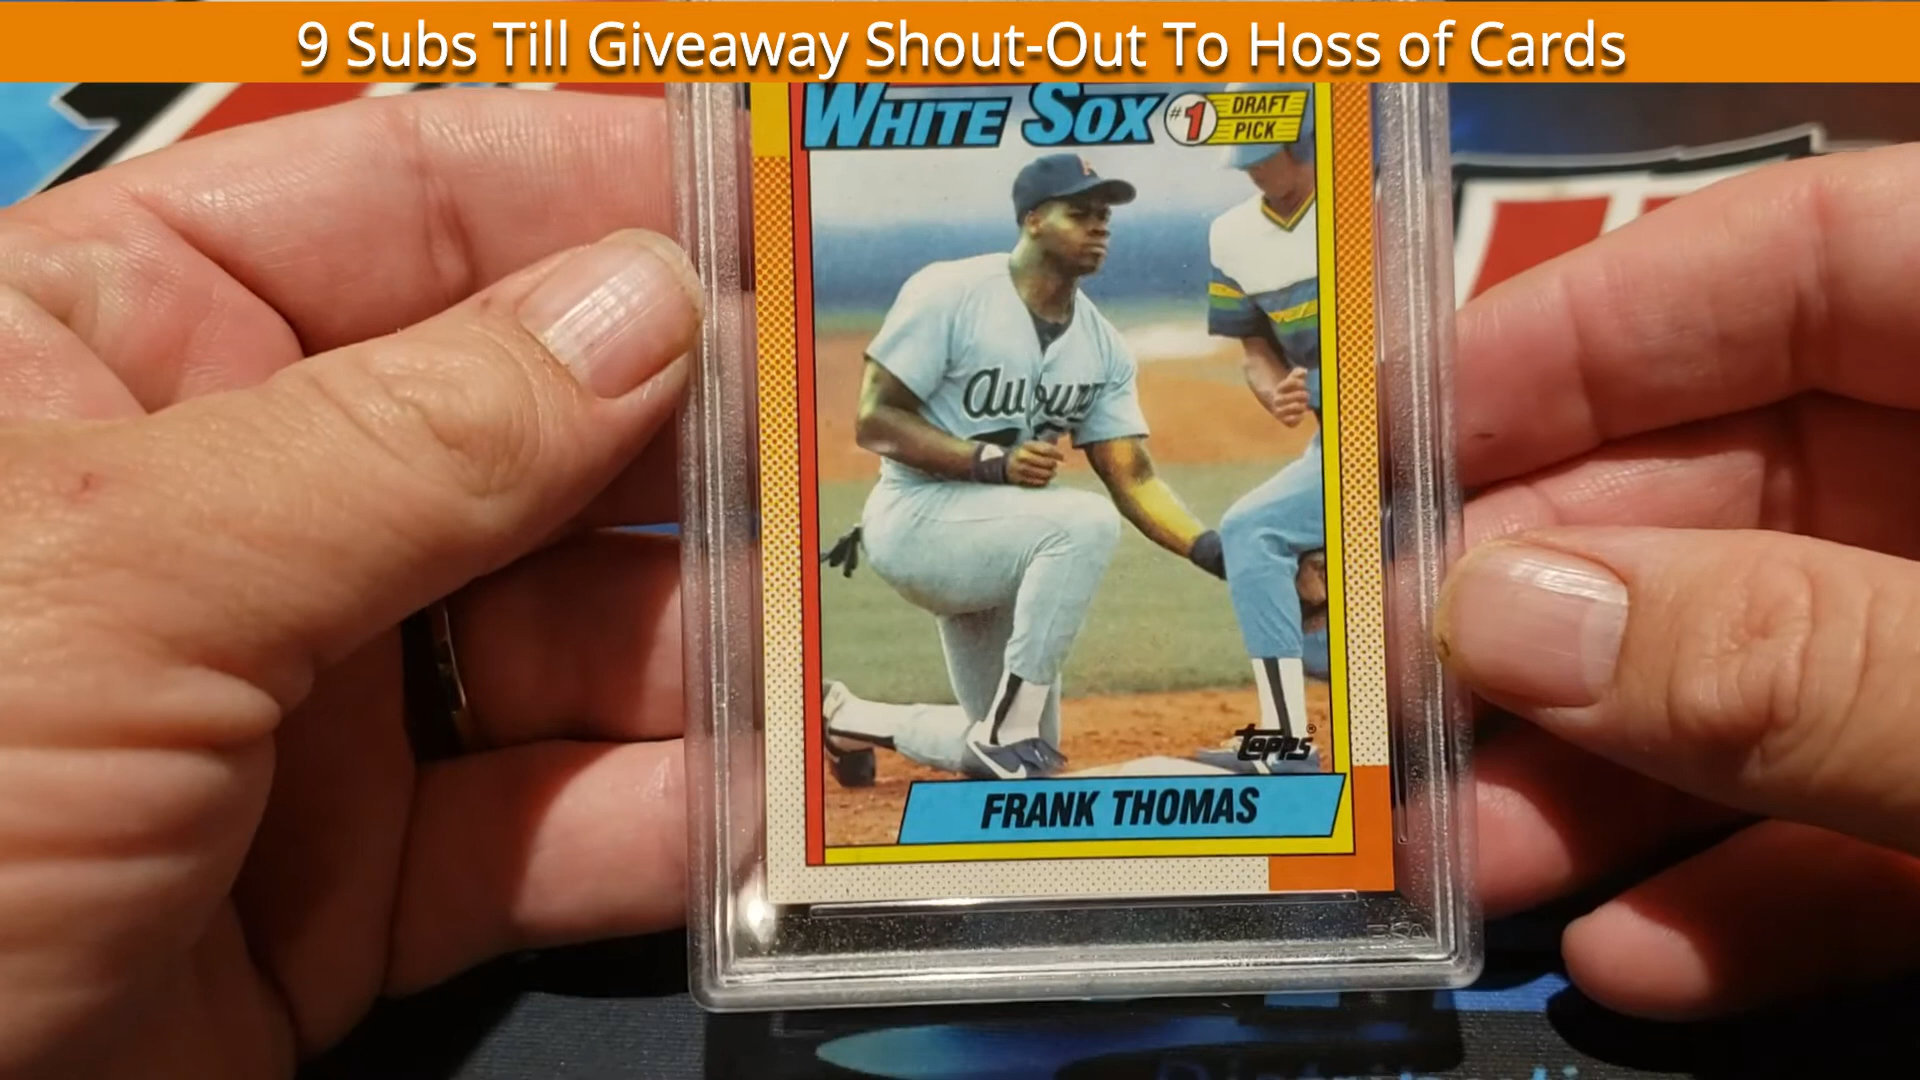 9 Subs Till Giveaway Shout-Out To Hoss of Cards
WHITE SOX #1 DRAFT
PICK
Auburn
topps®
FRANK THOMAS
PSA